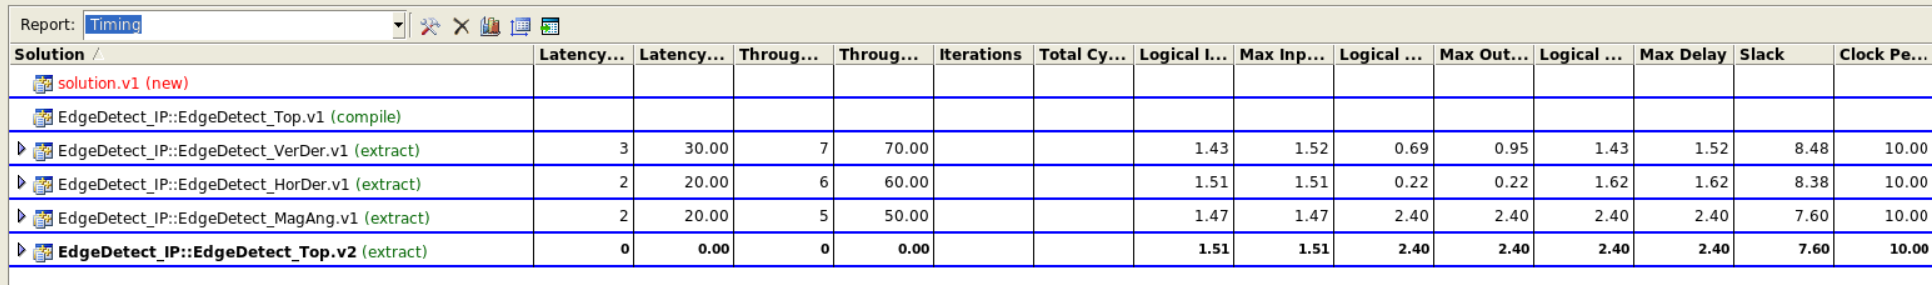 Report: Timing
Solution Latency... Latency... Throug... Throug... Iterations Total Cy... Logical I... Max Inp... Logical ... Max Out... Logical ... Max Delay Slack Clock Pe...
solution.v1 (new)
EdgeDetect_IP::EdgeDetect_Top.v1 (compile)
EdgeDetect_IP::EdgeDetect_VerDer.v1 (extract) 3 30.00 7 70.00 1.43 1.52 0.69 0.95 1.43 1.52 8.48 10.00
EdgeDetect_IP::EdgeDetect_HorDer.v1 (extract) 2 20.00 6 60.00 1.51 1.51 0.22 0.22 1.62 1.62 8.38 10.00
EdgeDetect_IP::EdgeDetect_MagAng.v1 (extract) 2 20.00 5 50.00 1.47 1.47 2.40 2.40 2.40 2.40 7.60 10.00
EdgeDetect_IP::EdgeDetect_Top.v2 (extract) 0 0.00 0 0.00 1.51 1.51 2.40 2.40 2.40 2.40 7.60 10.00